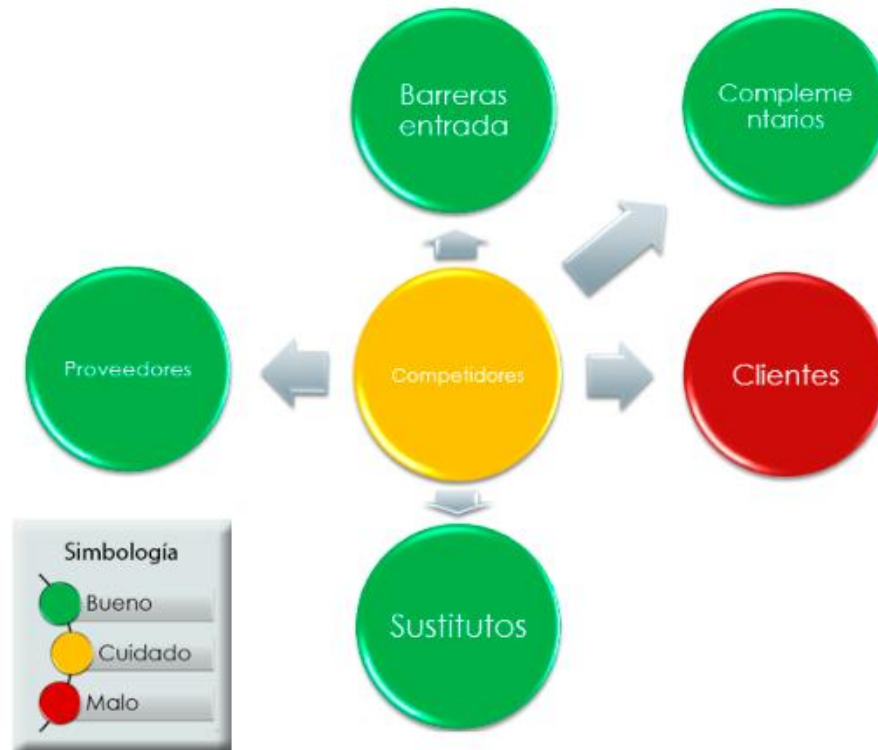 Barreras
entrada
Compleme
ntarios
Proveedores
Competidores
Clientes
Sustitutos
Simbología
Bueno
Cuidado
Malo